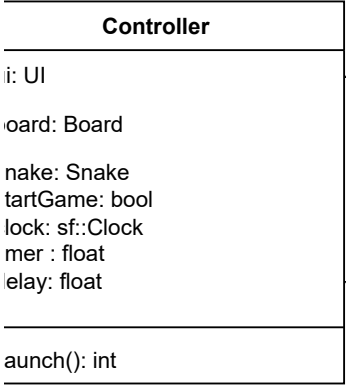 Controller
i: UI
oard: Board
nake: Snake
tartGame: bool
lock: sf::Clock
mer : float
elay: float
aunch(): int